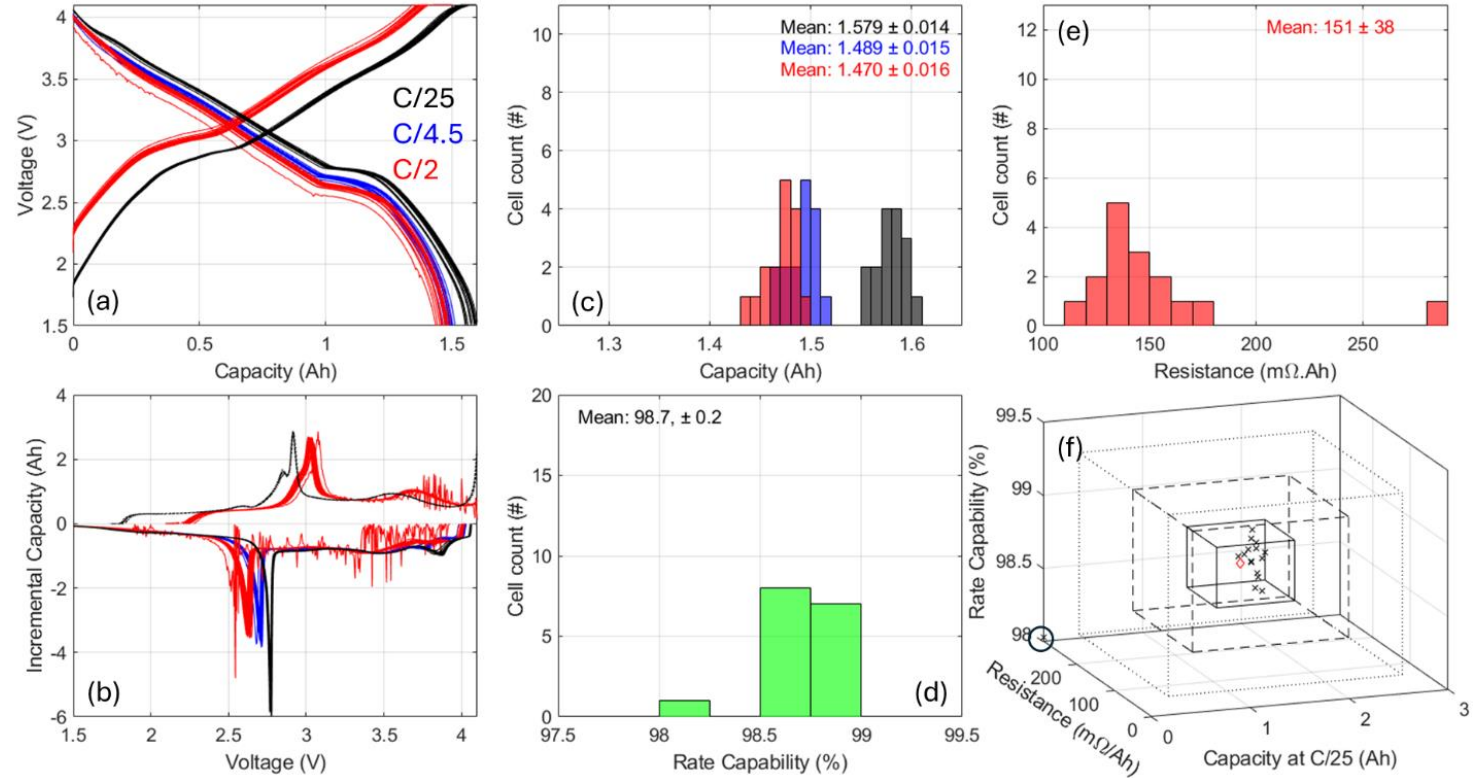 4
3.5
3
2.5
2
1.5
Voltage (V)
C/25
C/4.5
C/2
(a)
0
0.5
1
1.5
Capacity (Ah)
10
8
6
4
2
0
Cell count (#)
Mean: 1.579 ± 0.014
Mean: 1.489 ± 0.015
Mean: 1.470 ± 0.016
(c)
1.3
1.4
1.5
1.6
Capacity (Ah)
12
10
8
6
4
2
0
Cell count (#)
(e)
Mean: 151 ± 38
100
150
200
250
Resistance (mΩ.Ah)
4
2
0
-2
-4
-6
Incremental Capacity (Ah)
(b)
1.5
2
2.5
3
3.5
4
Voltage (V)
20
15
10
5
0
Cell count (#)
Mean: 98.7, ± 0.2
(d)
97.5
98
98.5
99
99.5
Rate Capability (%)
99.5
99
98.5
98
Rate Capability (%)
(f)
200
100
0
Resistance (mΩ/Ah)
0
1
2
3
Capacity at C/25 (Ah)